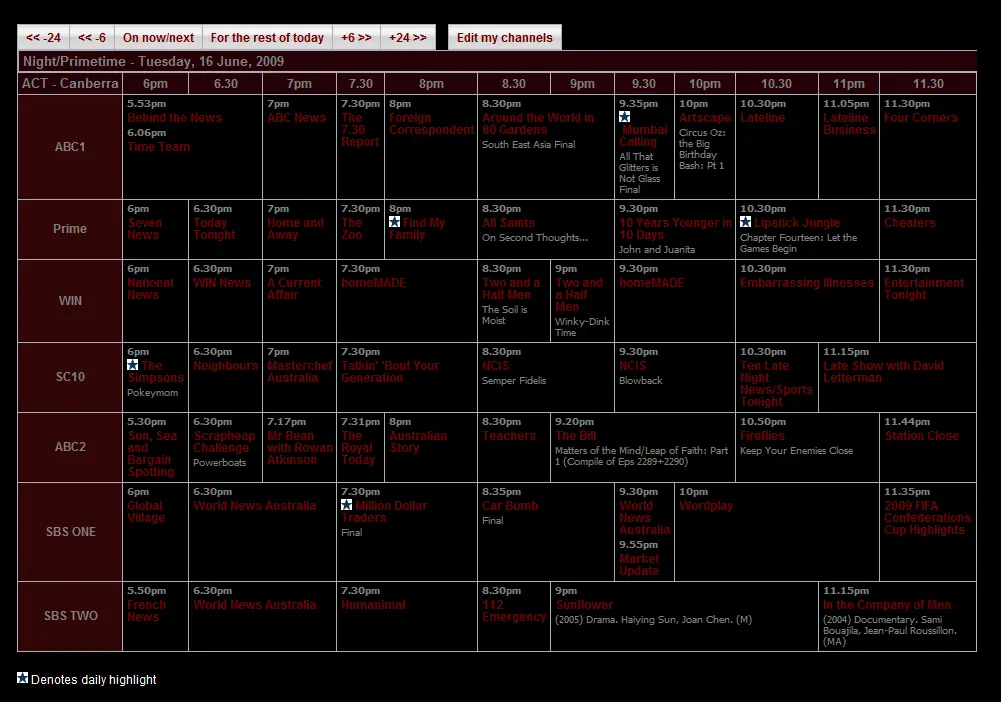 << -24 << -6 On now/next For the rest of today +6 >> +24 >> Edit my channels
Night/Primetime - Tuesday, 16 June, 2009
ACT - Canberra 6pm 6.30 7pm 7.30 8pm 8.30 9pm 9.30 10pm 10.30 11pm 11.30
ABC1
5.53pm
Behind the News
6.06pm
Time Team
7pm
ABC News
7.30pm
The
7.30
Report
8pm
Foreign
Correspondent
8.30pm
Around the World in
80 Gardens
South East Asia Final
9.35pm
Mumbai
Calling
All That
Glitters is
Not Glass
Final
10pm
Artscape
Circus Oz:
the Big
Birthday
Bash: Pt 1
10.30pm
Lateline
11.05pm
Lateline
Business
11.30pm
Four Corners
Prime
6pm
Seven
News
6.30pm
Today
Tonight
7pm
Home and
Away
7.30pm
The
Zoo
8pm
Find My
Family
8.30pm
All Saints
On Second Thoughts...
9.30pm
10 Years Younger in
10 Days
John and Juanita
10.30pm
Lipstick Jungle
Chapter Fourteen: Let the
Games Begin
11.30pm
Cheaters
WIN
6pm
National
News
6.30pm
WIN News
7pm
A Current
Affair
7.30pm
homeMADE
8.30pm
Two and a
Half Men
The Soil is
Moist
9pm
Two and
a Half
Men
Winky-Dink
Time
9.30pm
homeMADE
10.30pm
Embarrassing Illnesses
11.30pm
Entertainment
Tonight
SC10
6pm
The
Simpsons
Pokeymom
6.30pm
Neighbours
7pm
Masterchef
Australia
7.30pm
Talkin' 'Bout Your
Generation
8.30pm
NCIS
Semper Fidelis
9.30pm
NCIS
Blowback
10.30pm
Ten Late
Night
News/Sports
Tonight
11.15pm
Late Show with David
Letterman
ABC2
5.30pm
Sun, Sea
and
Bargain
Spotting
6.30pm
Scrapheap
Challenge
Powerboats
7.17pm
Mr Bean
with Rowan
Atkinson
7.31pm
The
Royal
Today
8pm
Australian
Story
8.30pm
Teachers
9.20pm
The Bill
Matters of the Mind/Leap of Faith: Part
1 (Compile of Eps 2289+2290)
10.50pm
Fireflies
Keep Your Enemies Close
11.44pm
Station Close
SBS ONE
6pm
Global
Village
6.30pm
World News Australia
7.30pm
Million Dollar
Traders
Final
8.35pm
Car Bomb
Final
9.30pm
World
News
Australia
9.55pm
Market
Update
10pm
Wordplay
11.35pm
2009 FIFA
Confederations
Cup Highlights
SBS TWO
5.50pm
French
News
6.30pm
World News Australia
7.30pm
Humanimal
8.30pm
112
Emergency
9pm
Sunflower
(2005) Drama. Haiying Sun, Joan Chen. (M)
11.15pm
In the Company of Men
(2004) Documentary. Sami
Bouajila, Jean-Paul Roussillon.
(MA)
Denotes daily highlight